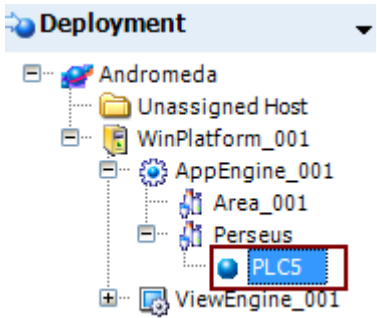 Deployment
Andromeda
Unassigned Host
WinPlatform_001
AppEngine_001
Area_001
Perseus
PLC5
ViewEngine_001